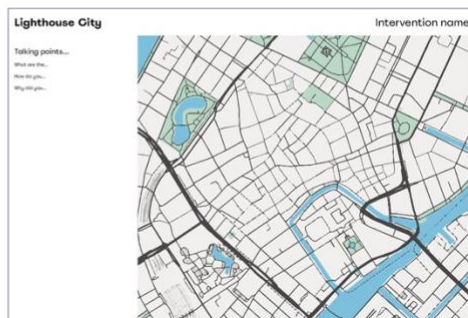 Lighthouse City
Intervention name
Talking points...
What are the...
How do you...
Why did you...